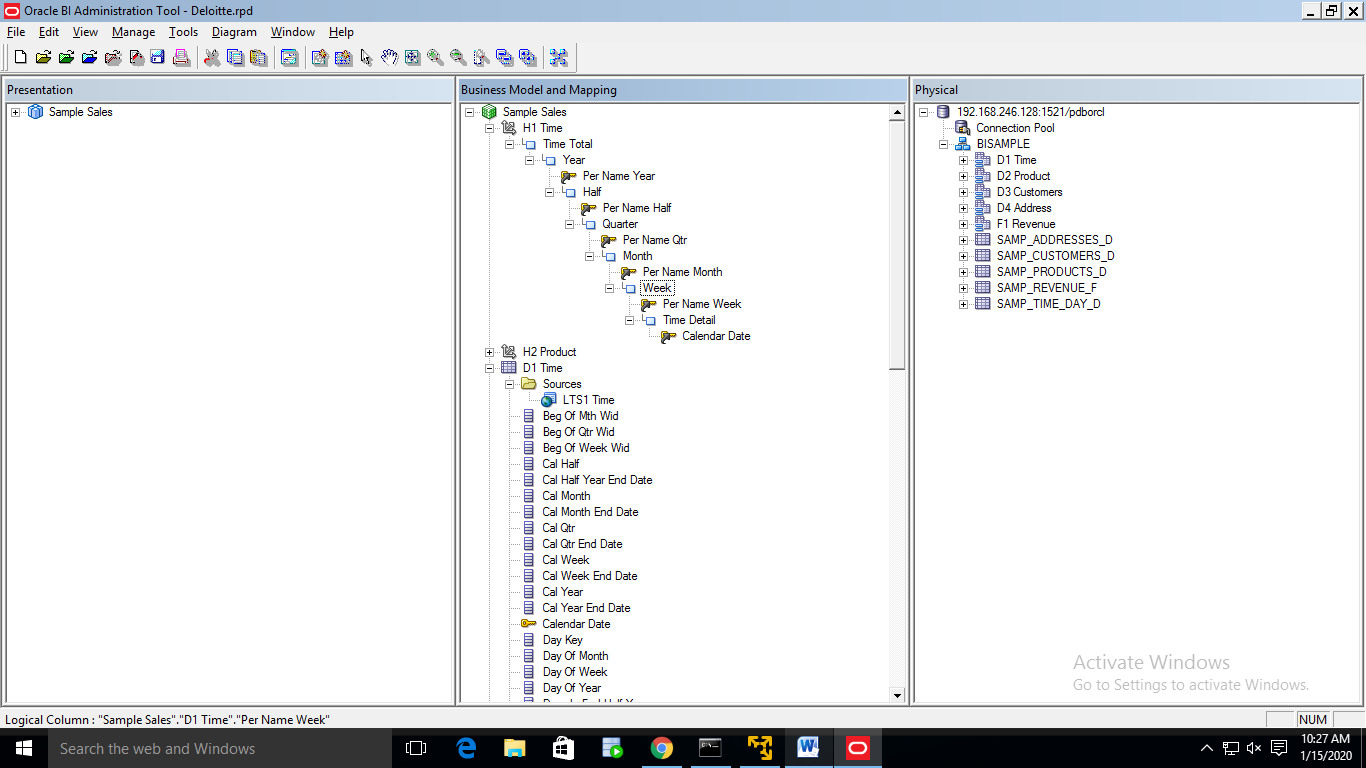 Oracle BI Administration Tool - Deloitte.rpd
File Edit View Manage Tools Diagram Window Help
Presentation
Sample Sales
Business Model and Mapping
Sample Sales
H1 Time
Time Total
Year
Per Name Year
Half
Per Name Half
Quarter
Per Name Qtr
Month
Per Name Month
Week
Per Name Week
Time Detail
Calendar Date
H2 Product
D1 Time
Sources
LTS1 Time
Beg Of Mth Wid
Beg Of Qtr Wid
Beg Of Week Wid
Cal Half
Cal Half Year End Date
Cal Month
Cal Month End Date
Cal Qtr
Cal Qtr End Date
Cal Week
Cal Week End Date
Cal Year
Cal Year End Date
Calendar Date
Day Key
Day Of Month
Day Of Week
Day Of Year
Physical
192.168.246.128:1521/pdborcl
Connection Pool
BISAMPLE
D1 Time
D2 Product
D3 Customers
D4 Address
F1 Revenue
SAMP_ADDRESSES_D
SAMP_CUSTOMERS_D
SAMP_PRODUCTS_D
SAMP_REVENUE_F
SAMP_TIME_DAY_D
Activate Windows
Go to Settings to activate Windows.
Logical Column : "Sample Sales"."D1 Time"."Per Name Week"
NUM
Search the web and Windows
10:27 AM
1/15/2020